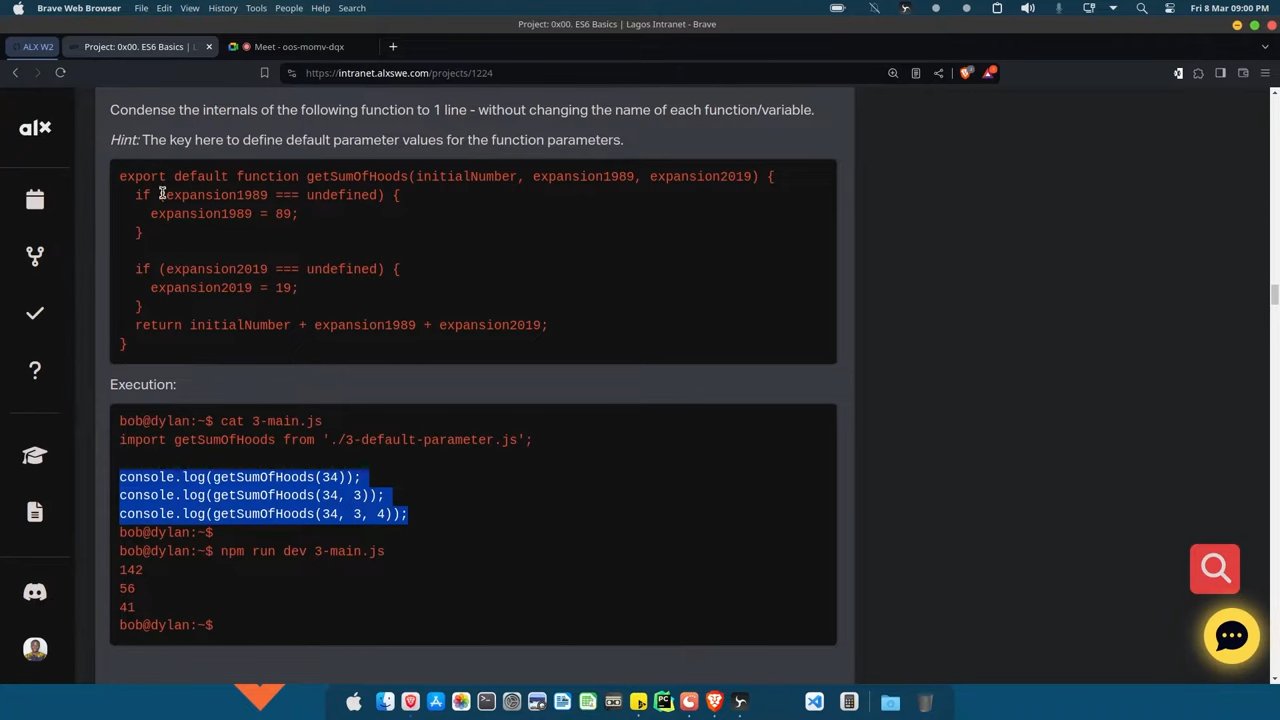 Brave Web Browser File Edit View History Tools People Help Search Fri 8 Mar 09:00 PM
Project: 0x00. ES6 Basics | Lagos Intranet - Brave
ALX W2 Project: 0x00. ES6 Basics | L Meet - oos-momv-dqx
https://intranet.alxswe.com/projects/1224
alx
Condense the internals of the following function to 1 line - without changing the name of each function/variable.
Hint: The key here to define default parameter values for the function parameters.
export default function getSumOfHoods(initialNumber, expansion1989, expansion2019) {
if (expansion1989 === undefined) {
expansion1989 = 89;
}
if (expansion2019 === undefined) {
expansion2019 = 19;
}
return initialNumber + expansion1989 + expansion2019;
}
Execution:
bob@dylan:~$ cat 3-main.js
import getSumOfHoods from './3-default-parameter.js';
console.log(getSumOfHoods(34));
console.log(getSumOfHoods(34, 3));
console.log(getSumOfHoods(34, 3, 4));
bob@dylan:~$
bob@dylan:~$ npm run dev 3-main.js
142
56
41
bob@dylan:~$